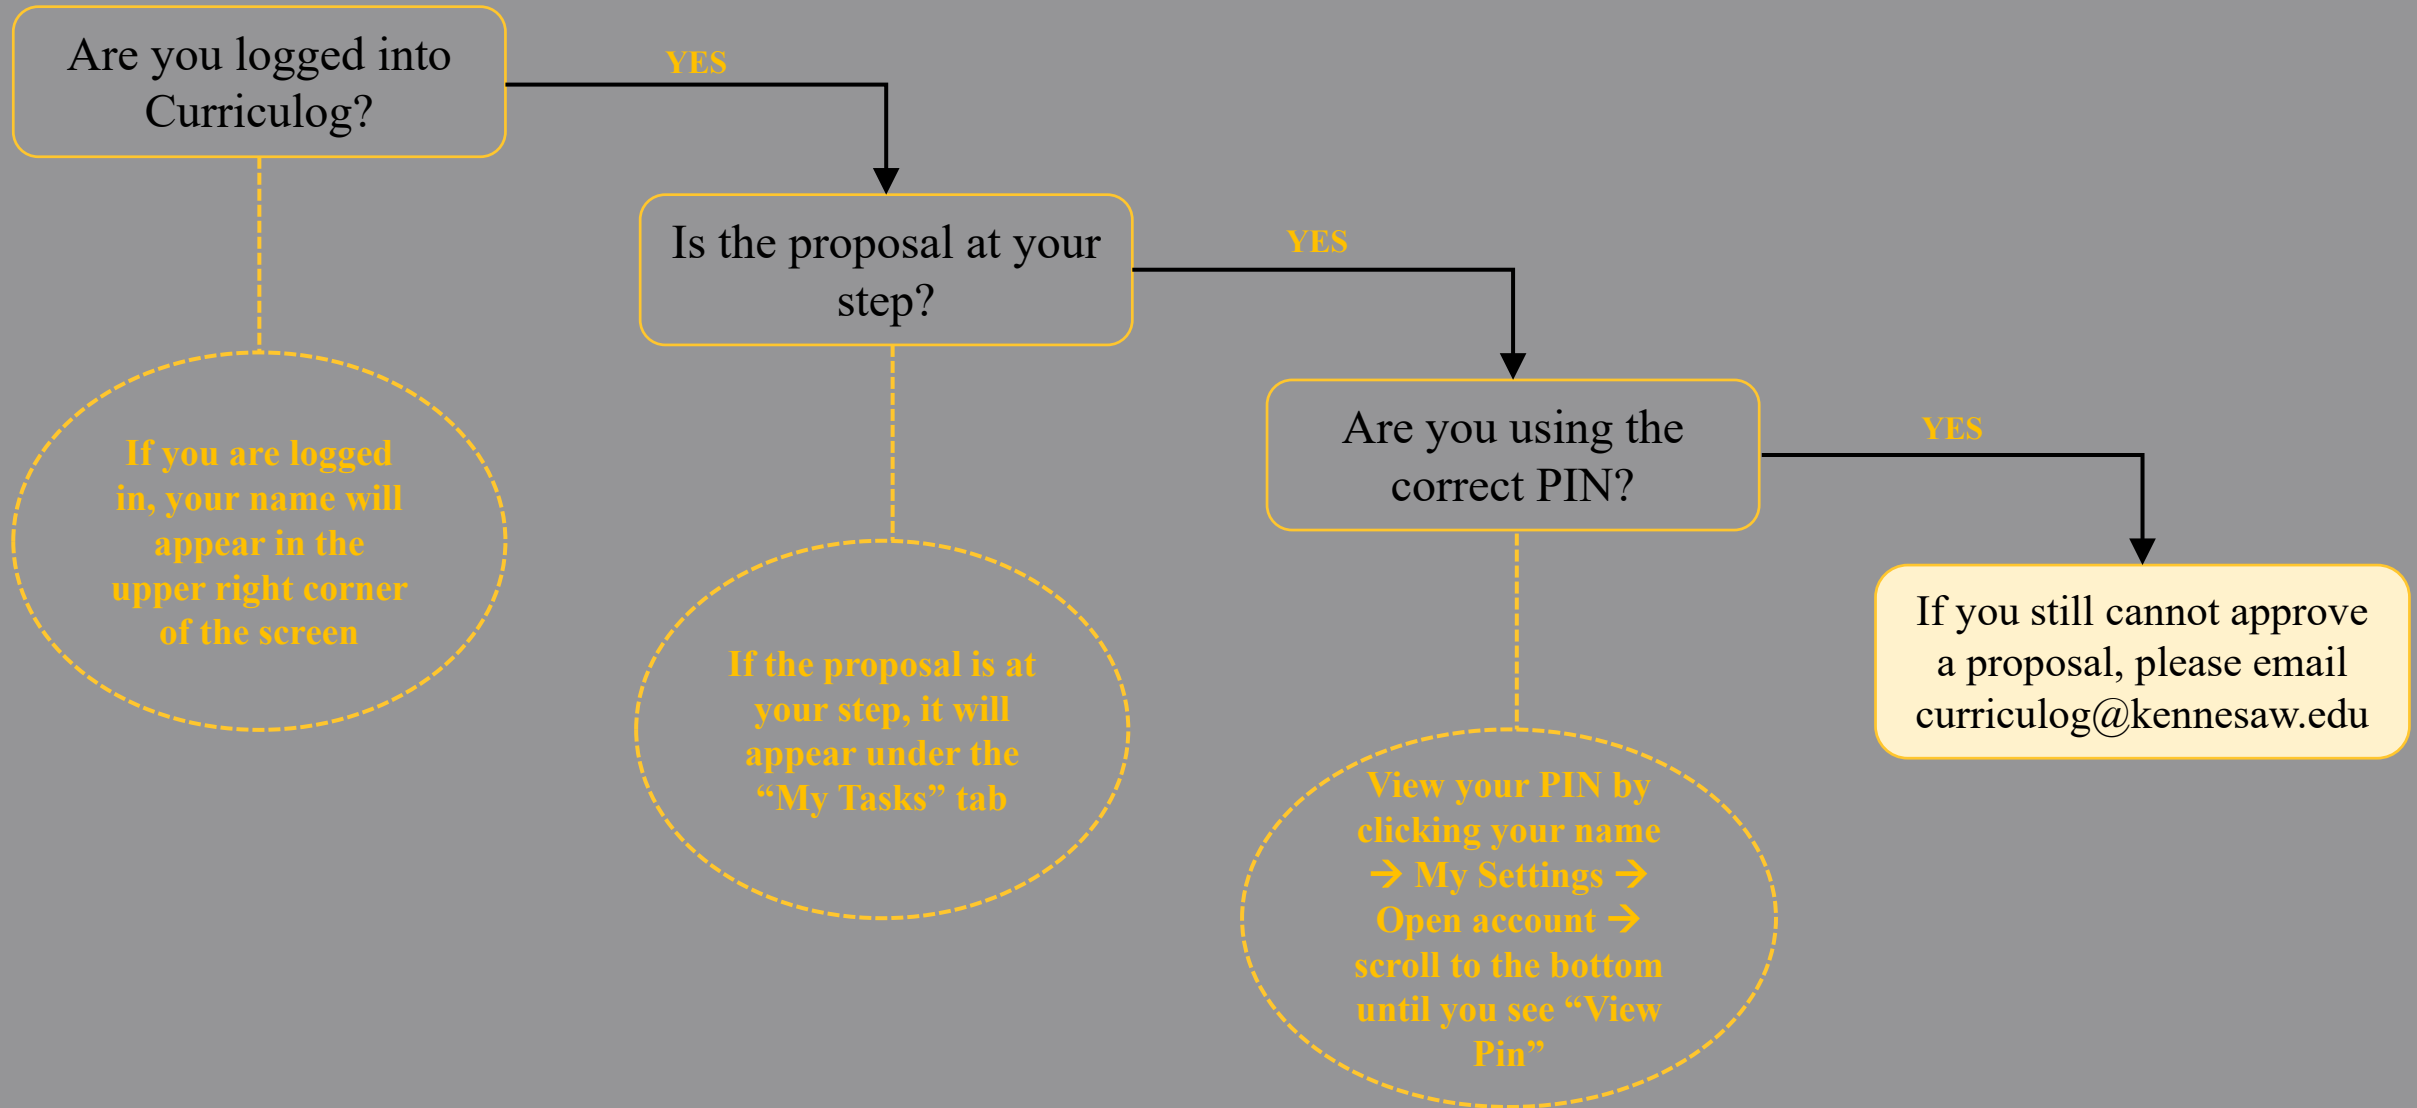 Are you logged into
Curriculog?
YES
Is the proposal at your
step?
YES
Are you using the
correct PIN?
YES
If you still cannot approve
a proposal, please email
curriculog@kennesaw.edu
If you are logged
in, your name will
appear in the
upper right corner
of the screen
If the proposal is at
your step, it will
appear under the
“My Tasks” tab
View your PIN by
clicking your name
→ My Settings →
Open account →
scroll to the bottom
until you see “View
Pin”